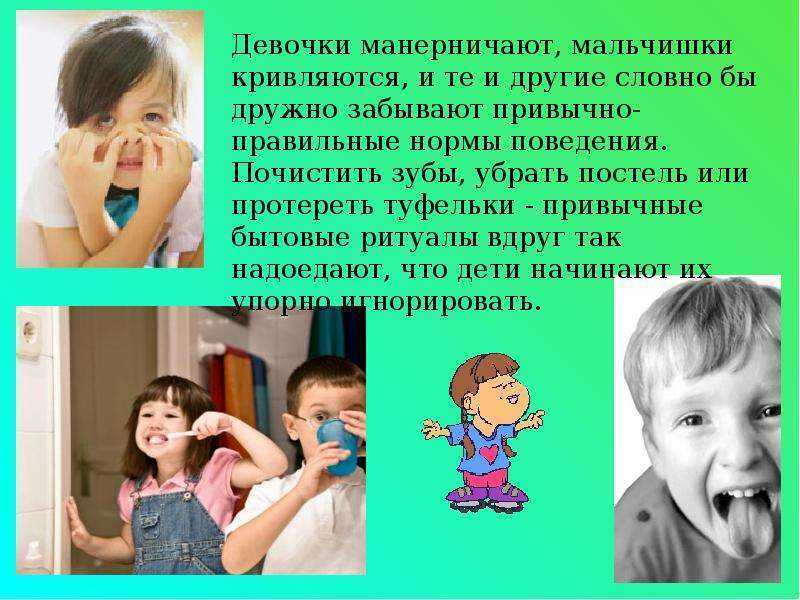 Девочки манерничают, мальчишки
кривляются, и те и другие словно бы
дружно забывают привычно-
правильные нормы поведения.
Почистить зубы, убрать постель или
протереть туфельки - привычные
бытовые ритуалы вдруг так
надоедают, что дети начинают их
упорно игнорировать.